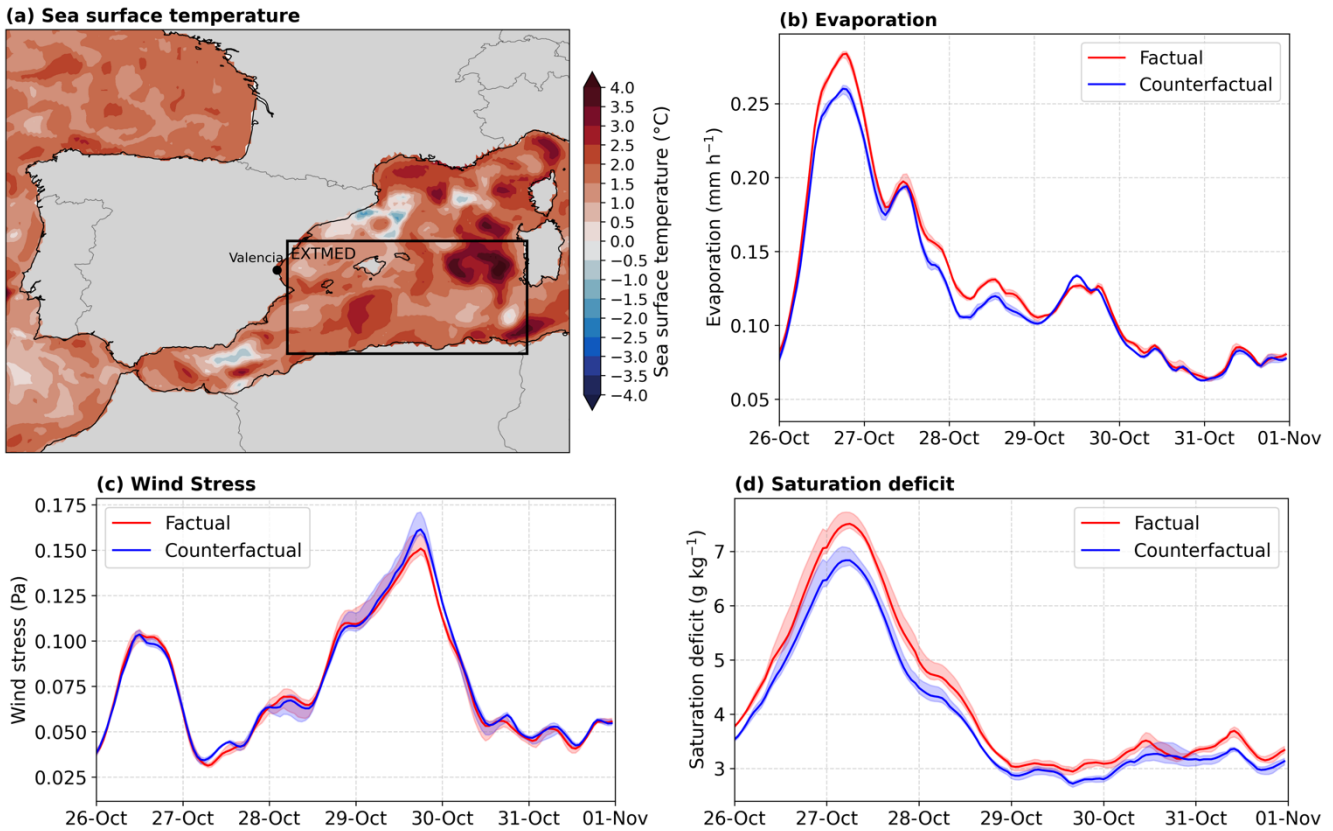 (a) Sea surface temperature
Valencia
EXTMED
4.0
3.5
3.0
2.5
2.0
1.5
1.0
0.5
0.0
−0.5
−1.0
−1.5
−2.0
−2.5
−3.0
−3.5
−4.0
Sea surface temperature (°C)
(b) Evaporation
Factual
Counterfactual
Evaporation (mm h⁻¹)
0.25
0.20
0.15
0.10
0.05
26-Oct 27-Oct 28-Oct 29-Oct 30-Oct 31-Oct 01-Nov
(c) Wind Stress
Factual
Counterfactual
Wind stress (Pa)
0.175
0.150
0.125
0.100
0.075
0.050
0.025
26-Oct 27-Oct 28-Oct 29-Oct 30-Oct 31-Oct 01-Nov
(d) Saturation deficit
Factual
Counterfactual
Saturation deficit (g kg⁻¹)
7
6
5
4
3
26-Oct 27-Oct 28-Oct 29-Oct 30-Oct 31-Oct 01-Nov